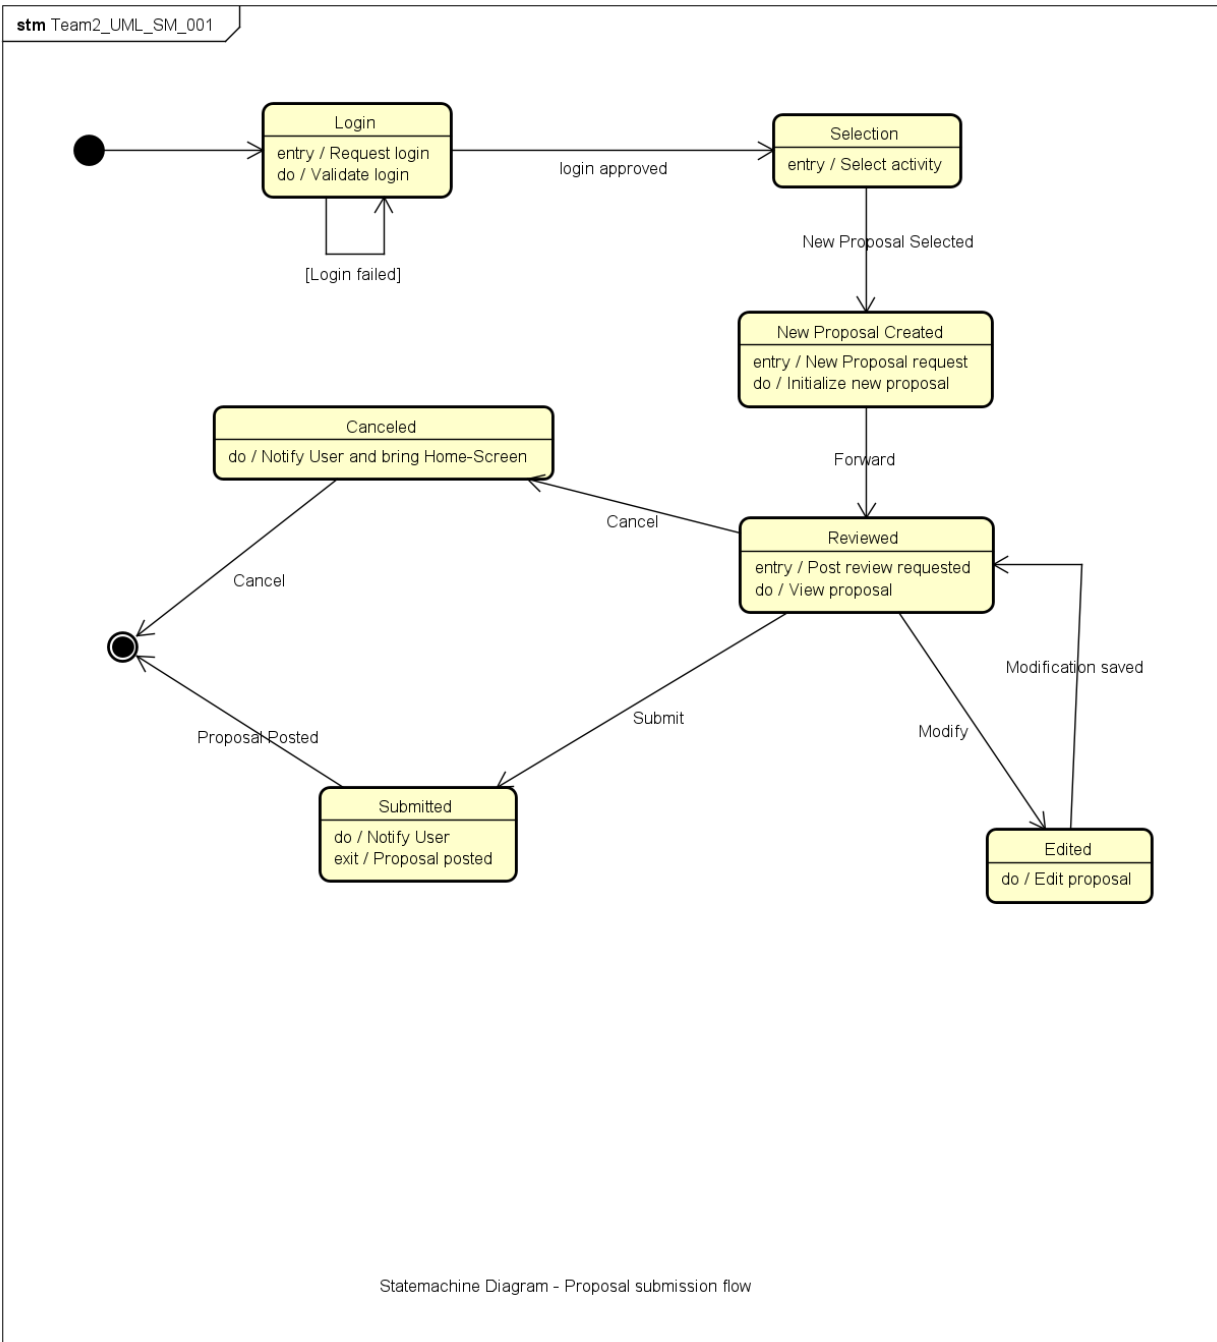 stm Team2_UML_SM_001
Login
entry / Request login
do / Validate login
login approved
Selection
entry / Select activity
[Login failed]
New Proposal Selected
New Proposal Created
entry / New Proposal request
do / Initialize new proposal
Canceled
do / Notify User and bring Home-Screen
Forward
Cancel
Reviewed
entry / Post review requested
do / View proposal
Cancel
Modification saved
Submit
Modify
Proposal Posted
Submitted
do / Notify User
exit / Proposal posted
Edited
do / Edit proposal
Statemachine Diagram - Proposal submission flow